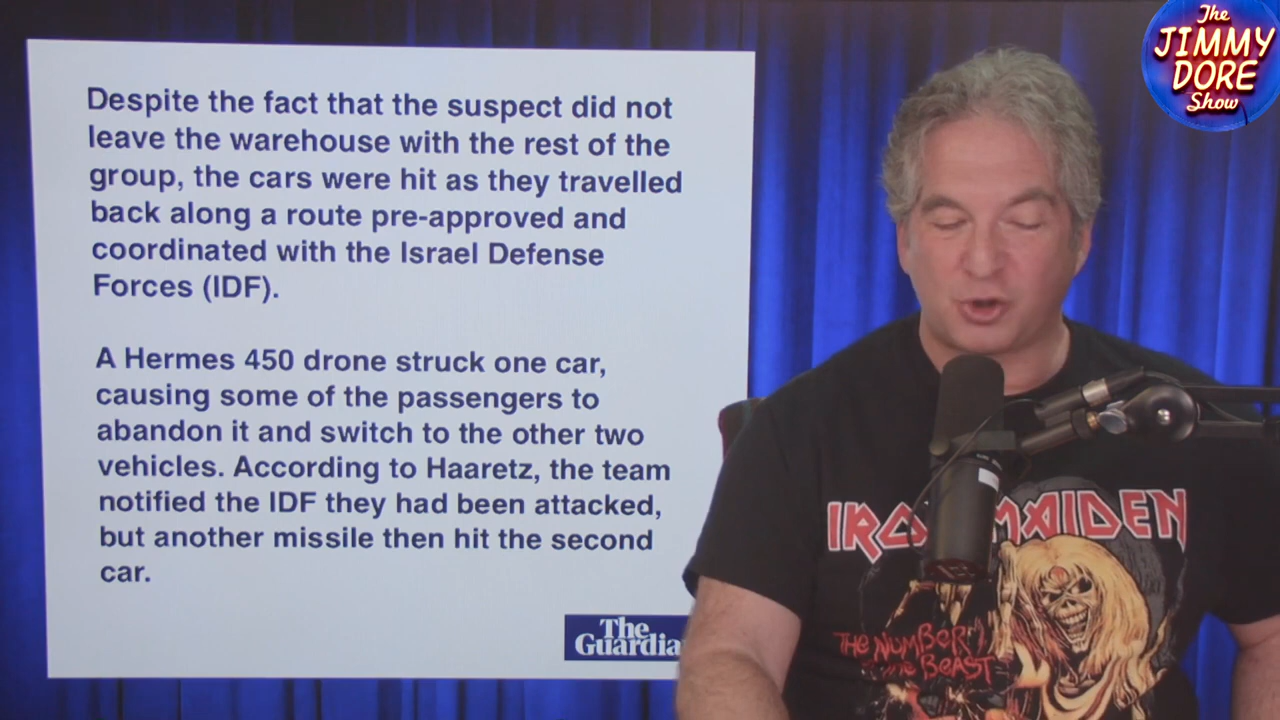 Despite the fact that the suspect did not
leave the warehouse with the rest of the
group, the cars were hit as they travelled
back along a route pre-approved and
coordinated with the Israel Defense
Forces (IDF).
A Hermes 450 drone struck one car,
causing some of the passengers to
abandon it and switch to the other two
vehicles. According to Haaretz, the team
notified the IDF they had been attacked,
but another missile then hit the second
car.
The
Guardia
The
JIMMY
DORE
Show
MAIDEN
THE NUMBER
BEAST